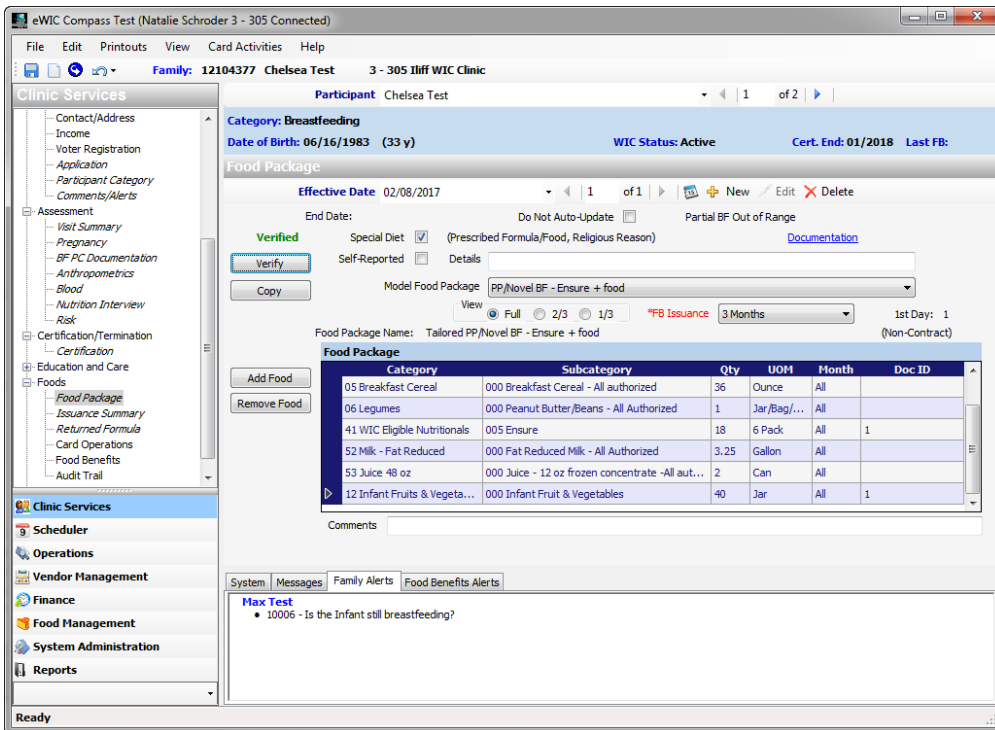 eWIC Compass Test (Natalie Schroder 3 - 305 Connected)
File Edit Printouts View Card Activities Help
Family: 12104377 Chelsea Test 3 - 305 Iliff WIC Clinic
Clinic Services
Contact/Address
Income
Voter Registration
Application
Participant Category
Comments/Alerts
Assessment
Visit Summary
Pregnancy
BF PC Documentation
Anthropometrics
Blood
Nutrition Interview
Risk
Certification/Termination
Certification
Education and Care
Foods
Food Package
Issuance Summary
Returned Formula
Card Operations
Food Benefits
Audit Trail
Clinic Services
9 Scheduler
Operations
Vendor Management
Finance
Food Management
System Administration
Reports
Participant Chelsea Test 1 of 2
Category: Breastfeeding
Date of Birth: 06/16/1983 (33 y) WIC Status: Active Cert. End: 01/2018 Last FB:
Food Package
Effective Date 02/08/2017 1 of 1 15 New Edit Delete
End Date: Do Not Auto-Update Partial BF Out of Range
Verified Special Diet (Prescribed Formula/Food, Religious Reason) Documentation
Verify Self-Reported Details
Copy Model Food Package PP/Novel BF - Ensure + food
View Full 2/3 1/3 *FB Issuance 3 Months 1st Day: 1
Food Package Name: Tailored PP/Novel BF - Ensure + food (Non-Contract)
Add Food
Remove Food
Food Package
Category Subcategory Qty UOM Month Doc ID
05 Breakfast Cereal 000 Breakfast Cereal - All authorized 36 Ounce All
06 Legumes 000 Peanut Butter/Beans - All Authorized 1 Jar/Bag/... All
41 WIC Eligible Nutritionals 005 Ensure 18 6 Pack All 1
52 Milk - Fat Reduced 000 Fat Reduced Milk - All Authorized 3.25 Gallon All
53 Juice 48 oz 000 Juice - 12 oz frozen concentrate -All aut... 2 Can All
12 Infant Fruits & Vegeta... 000 Infant Fruit & Vegetables 40 Jar All 1
Comments
System Messages Family Alerts Food Benefits Alerts
Max Test
• 10006 - Is the Infant still breastfeeding?
Ready